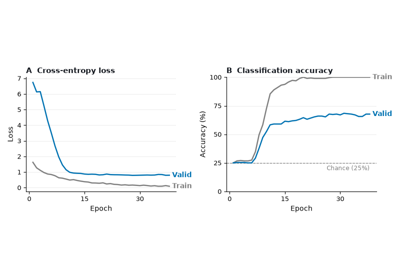 A Cross-entropy loss
7
6
5
4
3
2
1
0
Loss
0
15
30
Epoch
Valid
Train
B Classification accuracy
100
75
50
25
0
Accuracy (%)
0
15
30
Epoch
Train
Valid
Chance (25%)